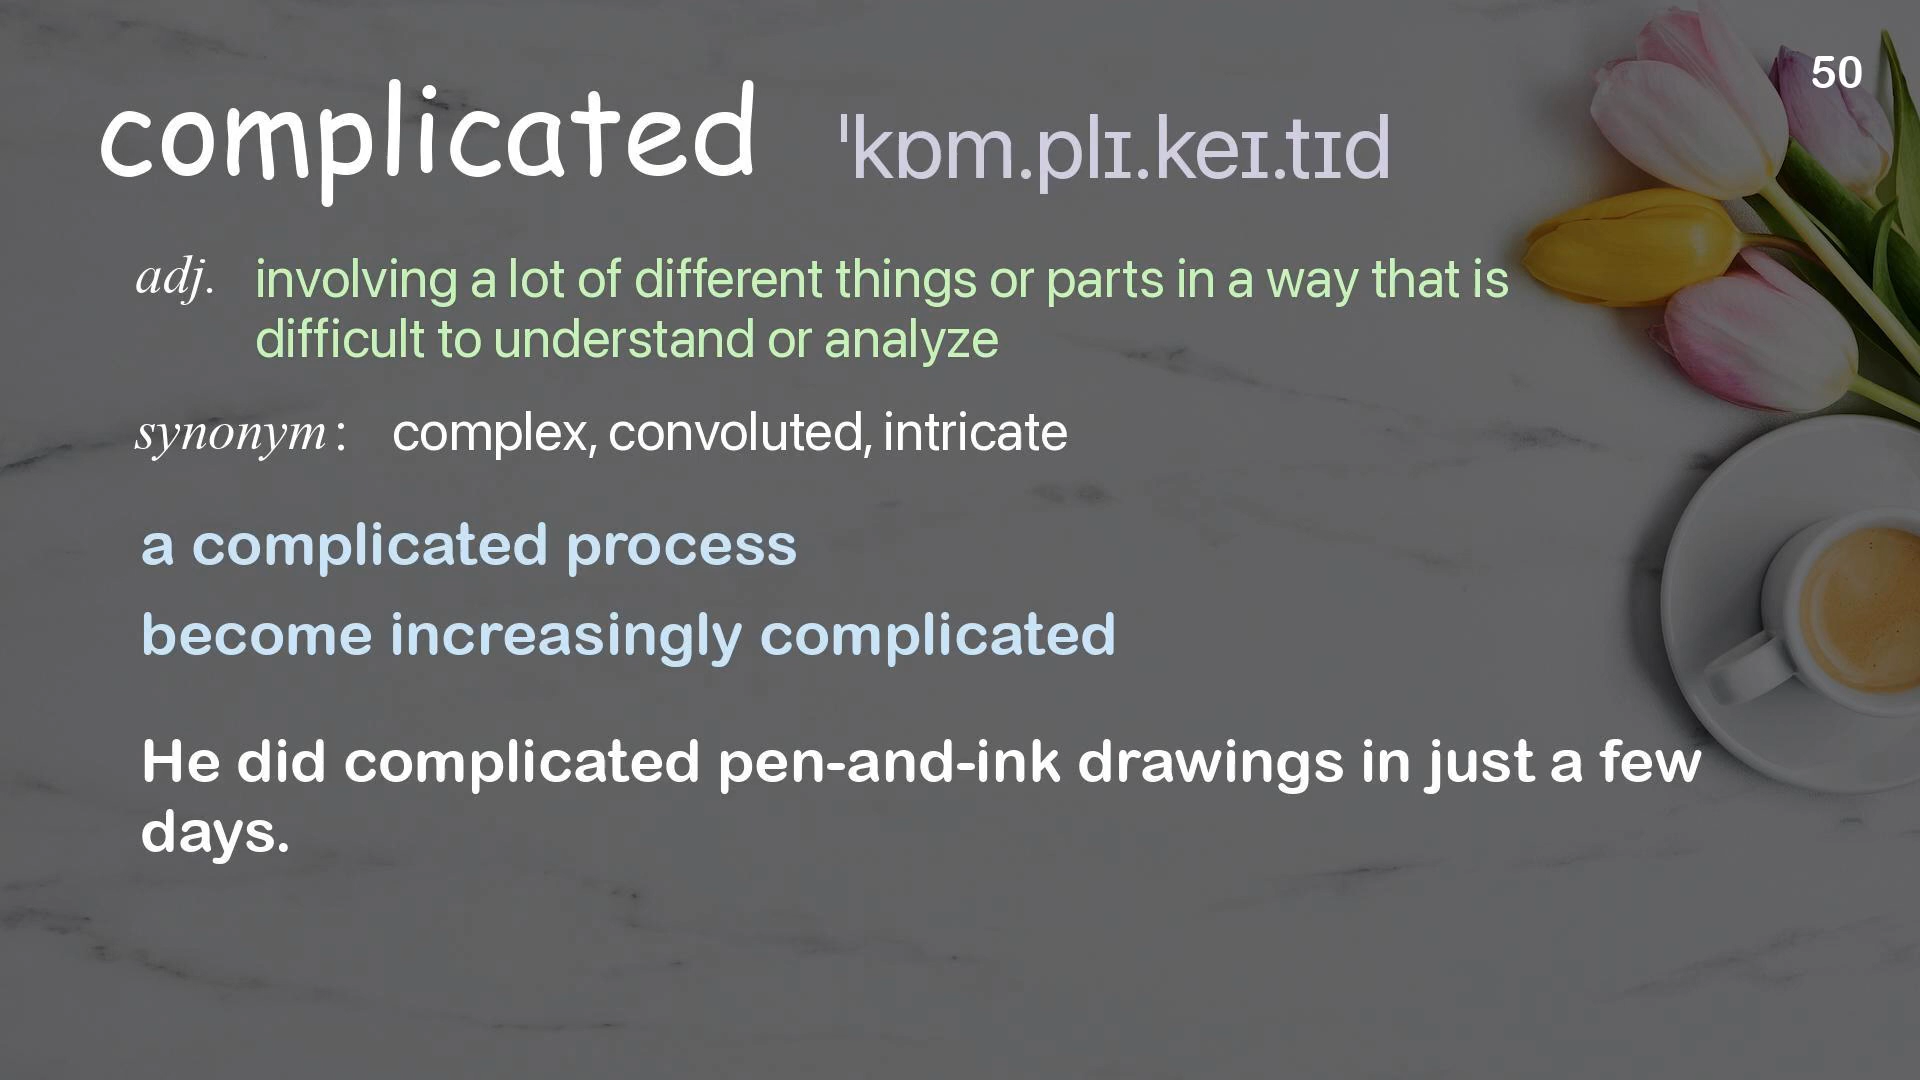 50
complicated ˈkɒm.plɪ.keɪ.tɪd
adj. involving a lot of different things or parts in a way that is
difficult to understand or analyze
synonym : complex, convoluted, intricate
a complicated process
become increasingly complicated
He did complicated pen-and-ink drawings in just a few
days.